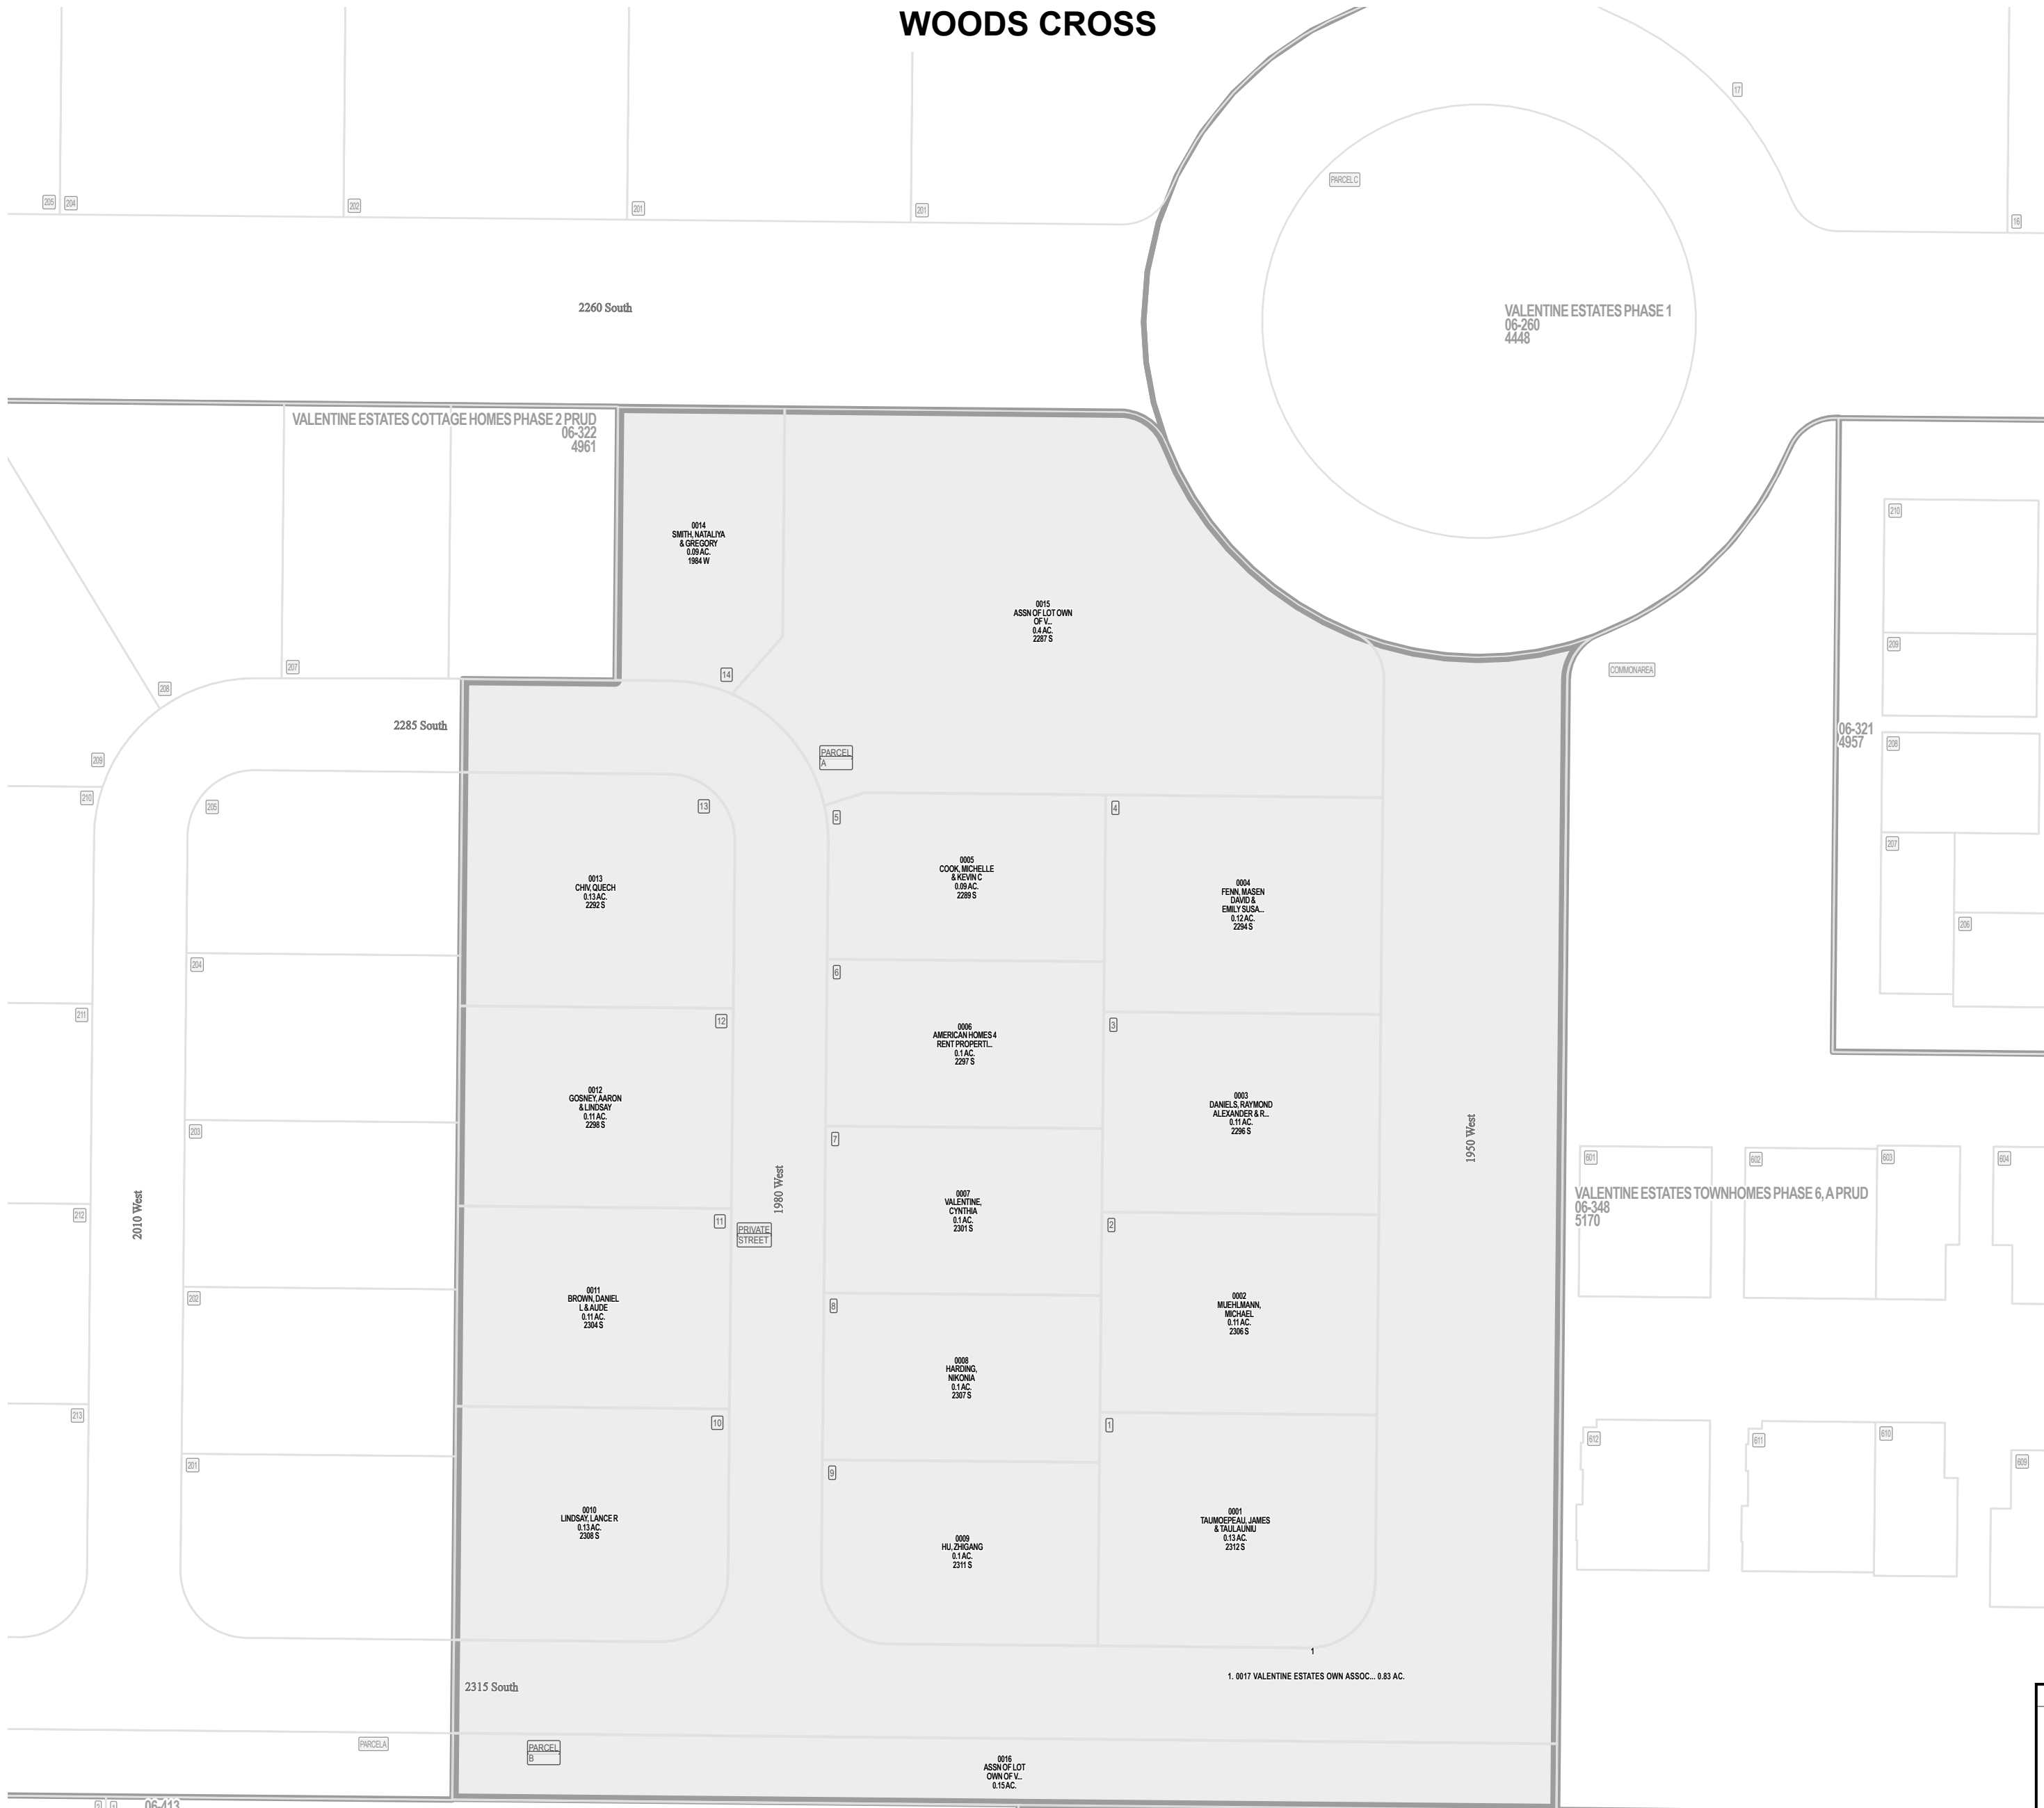 WOODS CROSS
17
PARCEL C
205
204
202
201
201
16
2260 South
VALENTINE ESTATES PHASE 1
06-260
4448
VALENTINE ESTATES COTTAGE HOMES PHASE 2 PRUD
06-322
4961
210
0014
SMITH, NATALIYA
& GREGORY
0.09 AC.
1984 W
0015
ASSN OF LOT OWN
OF V...
0.4 AC.
2287 S
209
207
14
COMMON AREA
208
2285 South
06-321
4957
208
209
PARCEL
A
210
205
13
5
4
207
0013
CHIV, QUECH
0.13 AC.
2292 S
0005
COOK, MICHELLE
& KEVIN C
0.09 AC.
2289 S
0004
FENN, MASEN
DAVID &
EMILY SUSA...
0.12 AC.
2294 S
206
204
6
211
12
3
0006
AMERICAN HOMES 4
RENT PROPERTI...
0.1 AC.
2297 S
0012
GOSNEY, AARON
& LINDSAY
0.11 AC.
2298 S
0003
DANIELS, RAYMOND
ALEXANDER & R...
0.11 AC.
2296 S
203
7
1950 West
601
602
603
604
1980 West
2010 West
VALENTINE ESTATES TOWNHOMES PHASE 6, A PRUD
06-348
5170
0007
VALENTINE,
CYNTHIA
0.1 AC.
2301 S
212
11
2
PRIVATE
STREET
202
8
0011
BROWN, DANIEL
L & AUDE
0.11 AC.
2304 S
0002
MUEHLMANN,
MICHAEL
0.11 AC.
2306 S
0008
HARDING,
NIKONIA
0.1 AC.
2307 S
213
10
1
612
611
610
201
9
609
0010
LINDSAY, LANCE R
0.13 AC.
2308 S
0009
HU, ZHIGANG
0.1 AC.
2311 S
0001
TAUMOEPEAU, JAMES
& TAULAUNIU
0.13 AC.
2312 S
1
1. 0017 VALENTINE ESTATES OWN ASSOC... 0.83 AC.
2315 South
PARCEL A
PARCEL
B
0016
ASSN OF LOT
OWN OF V...
0.15 AC.
06-413